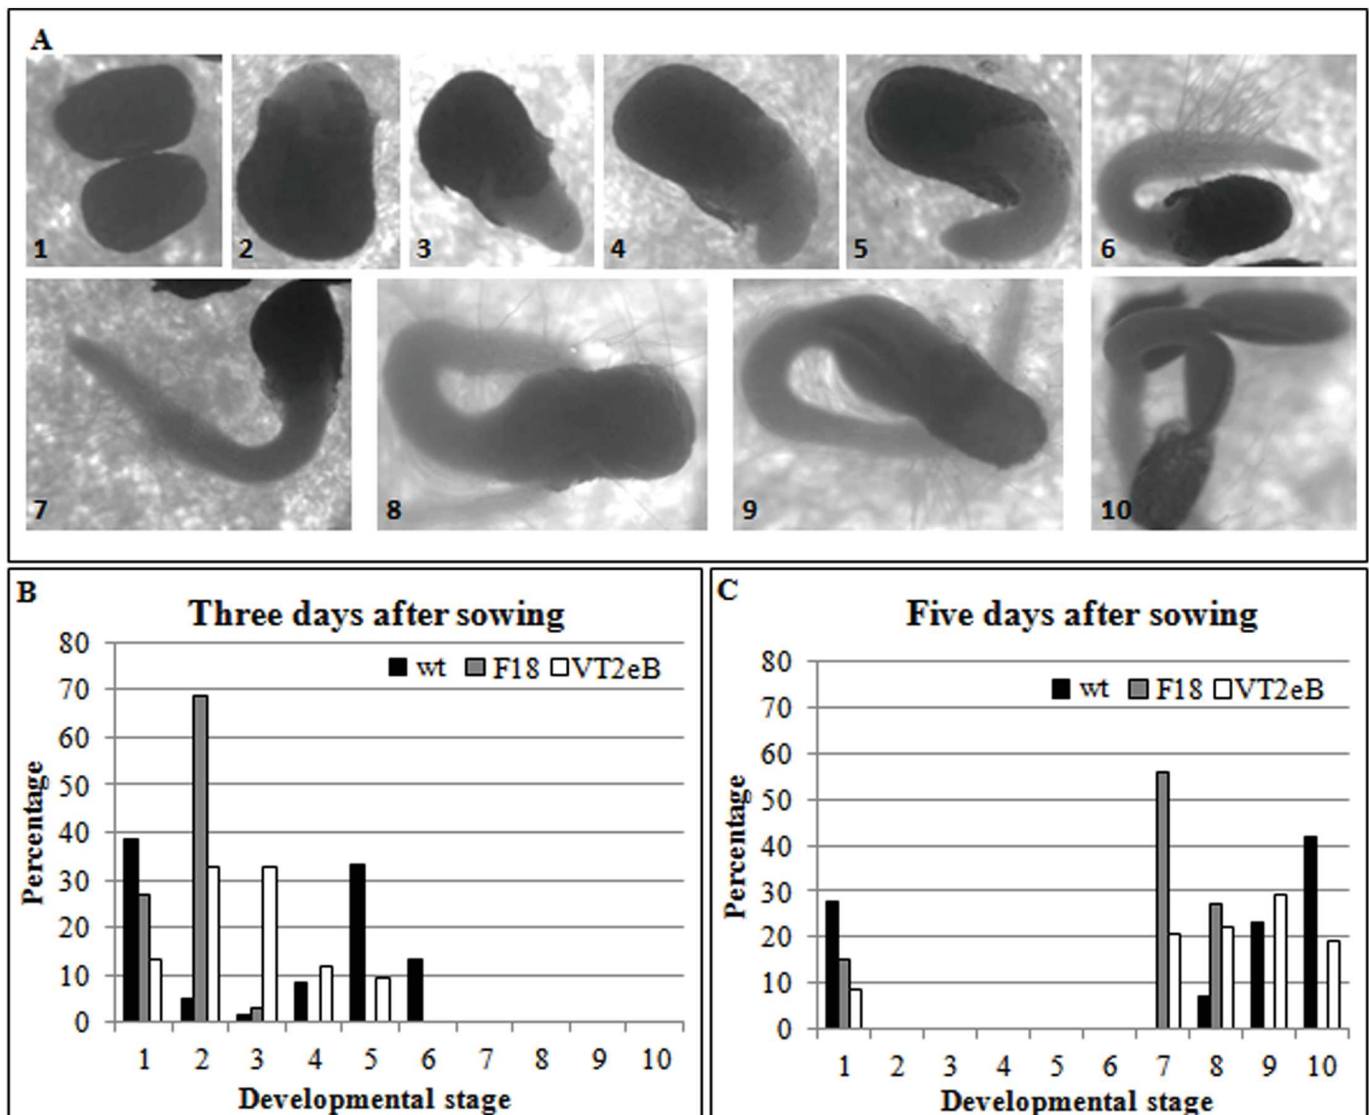 A
1 2 3 4 5 6
7 8 9 10
B
Three days after sowing
80
wt F18 VT2eB
70
60
50
40
30
20
10
0
Percentage
1 2 3 4 5 6 7 8 9 10
Developmental stage
C
Five days after sowing
80
wt F18 VT2eB
70
60
50
40
30
20
10
0
Percentage
1 2 3 4 5 6 7 8 9 10
Developmental stage